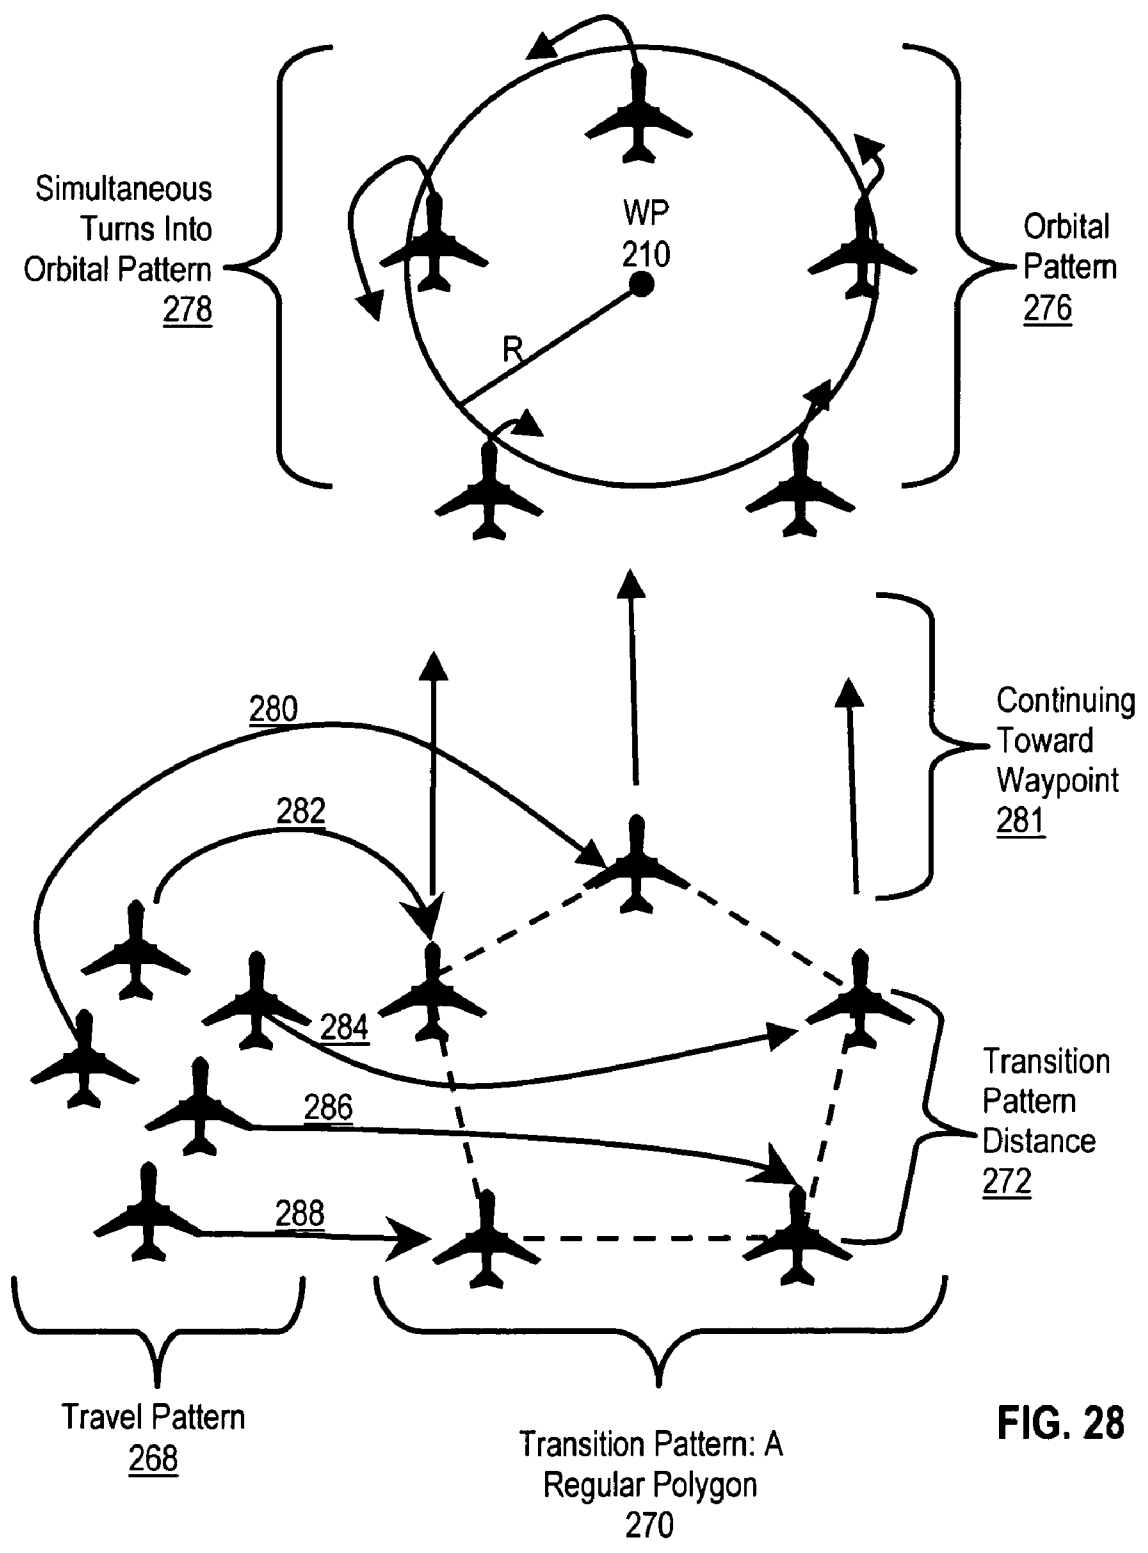 Simultaneous
Turns Into
Orbital Pattern
278
WP
210
R
Orbital
Pattern
276
280
282
284
286
288
Continuing
Toward
Waypoint
281
Transition
Pattern
Distance
272
Travel Pattern
268
Transition Pattern: A
Regular Polygon
270
FIG. 28